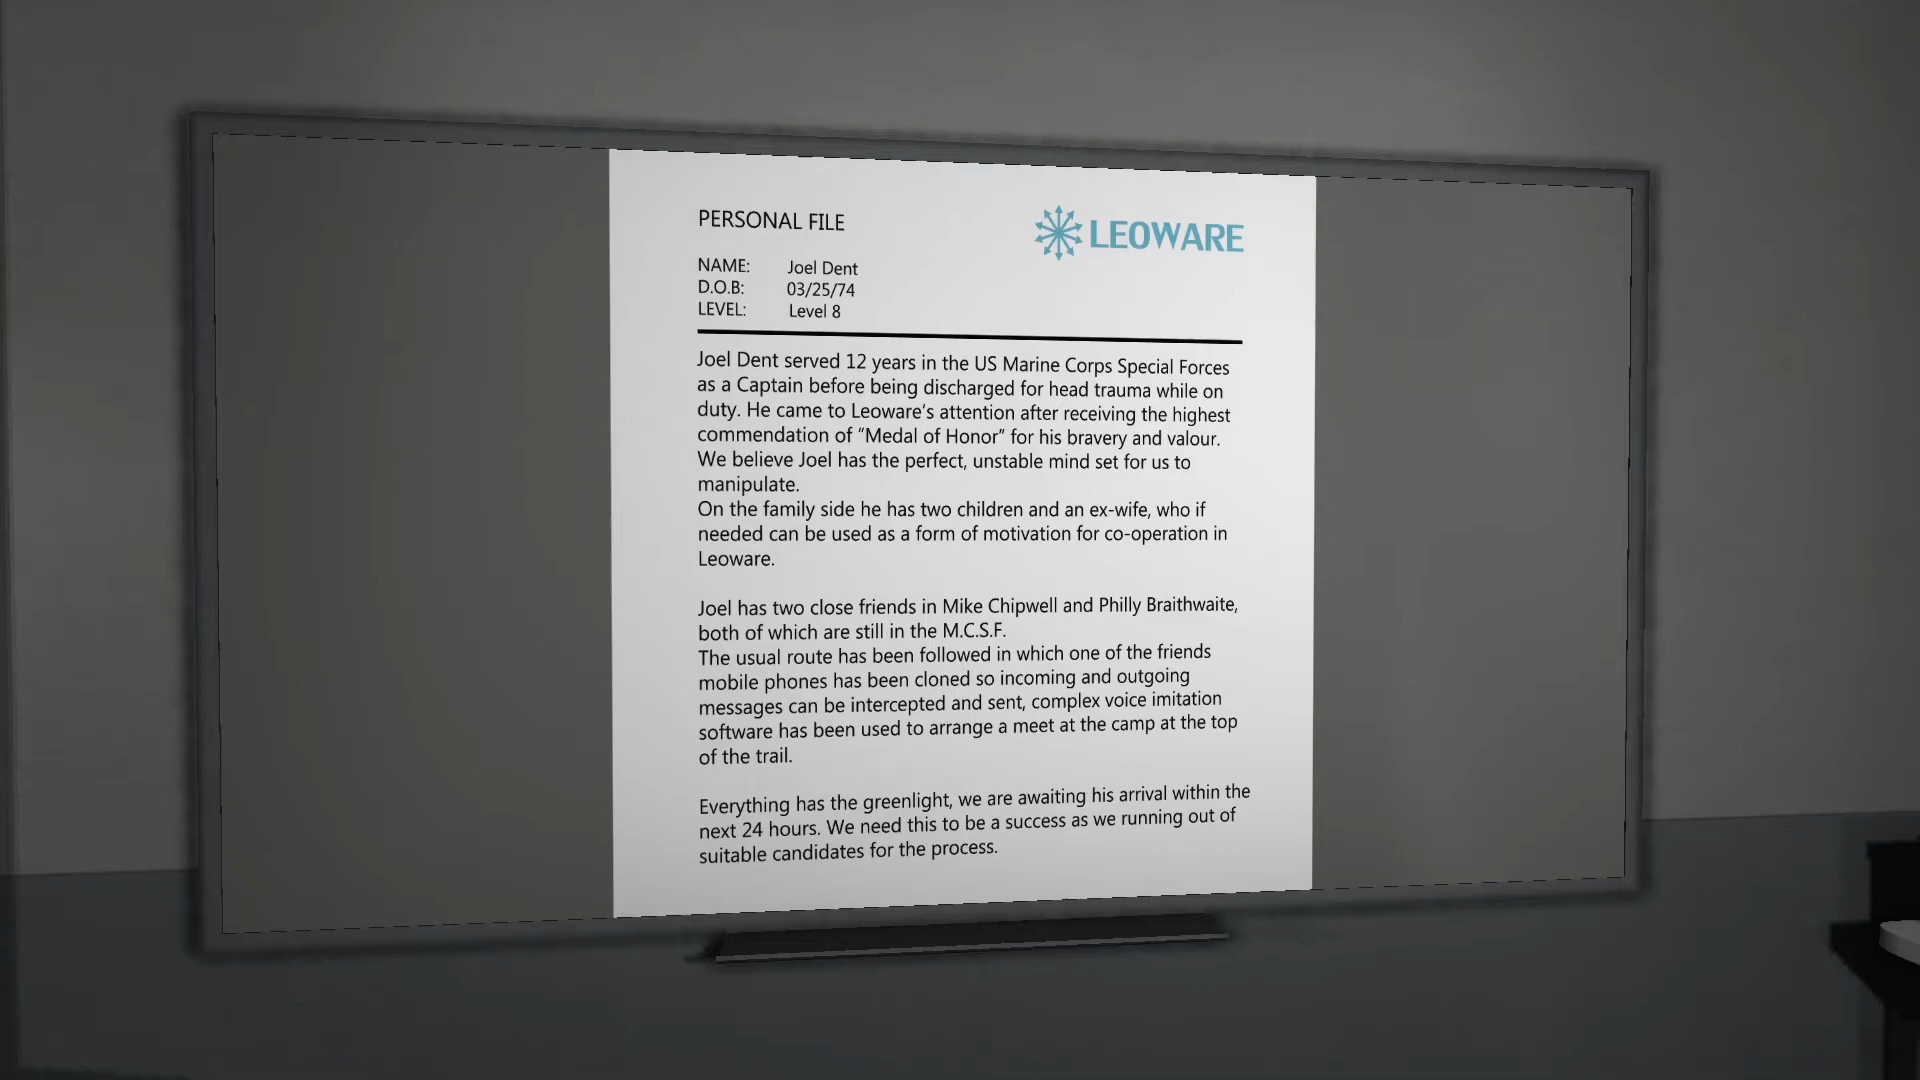 PERSONAL FILE
LEOWARE
NAME: Joel Dent
D.O.B: 03/25/74
LEVEL: Level 8
Joel Dent served 12 years in the US Marine Corps Special Forces
as a Captain before being discharged for head trauma while on
duty. He came to Leoware's attention after receiving the highest
commendation of "Medal of Honor" for his bravery and valour.
We believe Joel has the perfect, unstable mind set for us to
manipulate.
On the family side he has two children and an ex-wife, who if
needed can be used as a form of motivation for co-operation in
Leoware.
Joel has two close friends in Mike Chipwell and Philly Braithwaite,
both of which are still in the M.C.S.F.
The usual route has been followed in which one of the friends
mobile phones has been cloned so incoming and outgoing
messages can be intercepted and sent, complex voice imitation
software has been used to arrange a meet at the camp at the top
of the trail.
Everything has the greenlight, we are awaiting his arrival within the
next 24 hours. We need this to be a success as we running out of
suitable candidates for the process.